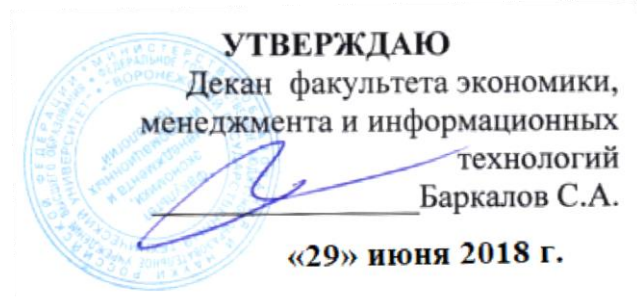 УТВЕРЖДАЮ
Декан факультета экономики,
менеджмента и информационных
технологий
Баркалов С.А.
«29» июня 2018 г.